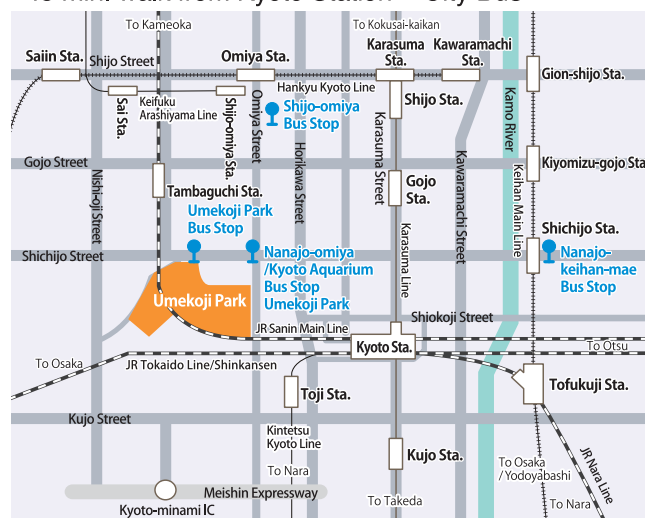 To Kameoka
To Kokusai-kaikan
Saiin Sta.
Shijo Street
Omiya Sta.
Karasuma
Sta.
Kawaramachi
Sta.
Gion-shijo Sta.
Hankyu Kyoto Line
Sai Sta.
Keifuku
Arashiyama Line
Shijo-omiya Sta.
Omiya Street
Shijo-omiya
Bus Stop
Horikawa Street
Karasuma Street
Shijo Sta.
Kawaramachi Street
Kamo River
Keihan Main Line
Gojo Street
Nishi-oji Street
Tambaguchi Sta.
Gojo
Sta.
Kiyomizu-gojo Sta.
Umekoji Park
Bus Stop
Karasuma Line
Shichijo Sta.
Shichijo Street
Nanajo-omiya
/Kyoto Aquarium
Bus Stop
Umekoji Park
Nanajo-
keihan-mae
Bus Stop
Umekoji Park
JR Sanin Main Line
Shiokoji Street
Kyoto Sta.
To Otsu
To Osaka
JR Tokaido Line/Shinkansen
Toji Sta.
Tofukuji Sta.
Kujo Street
Kintetsu
Kyoto Line
Kujo Sta.
To Nara
To Osaka
/Yodoyabashi
JR Nara Line
Meishin Expressway
Kyoto-minami IC
To Takeda
To Nara